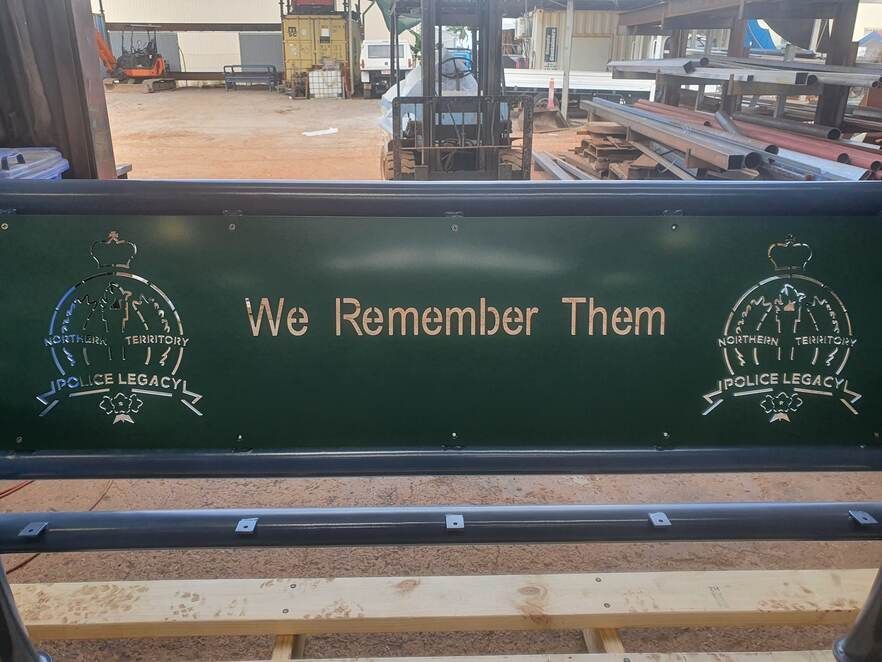 We Remember Them
NORTHERN TERRITORY
POLICE LEGACY
NORTHERN TERRITORY
POLICE LEGACY